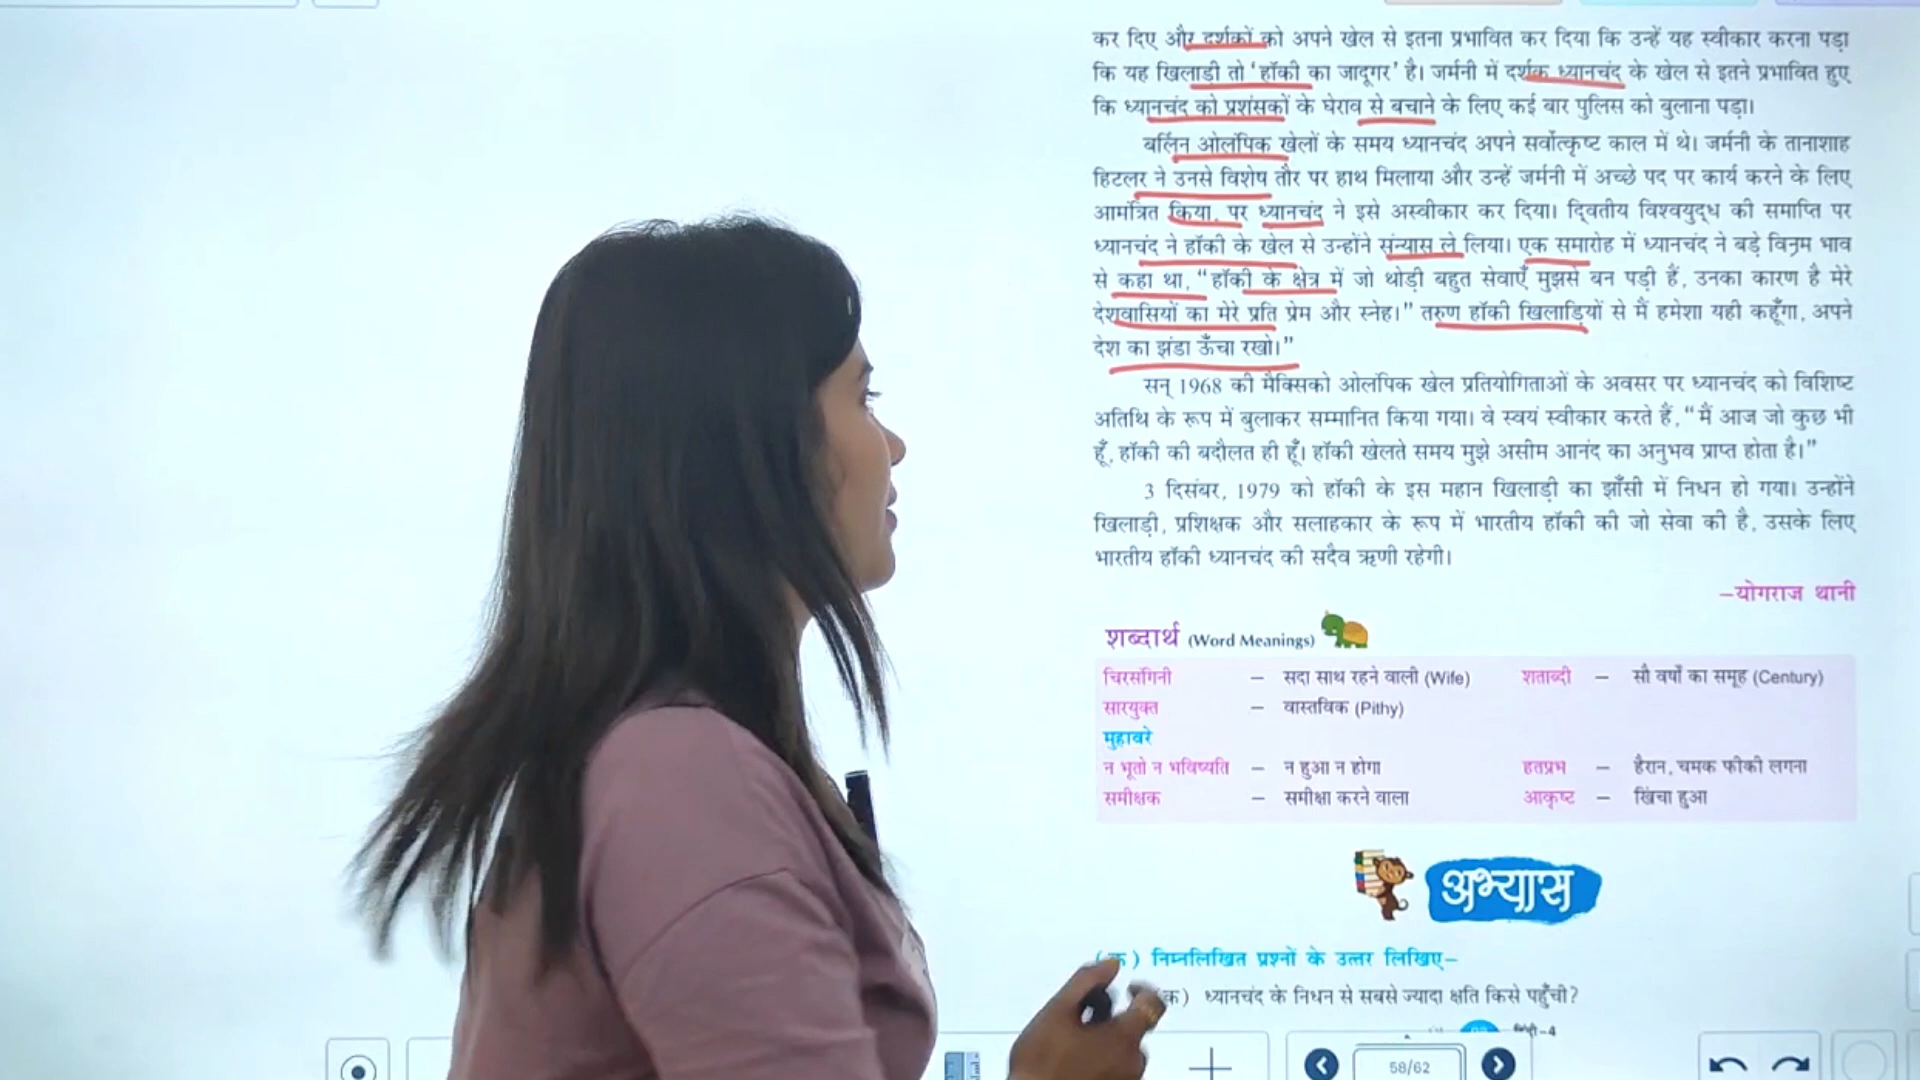 कर दिए और दर्शकों को अपने खेल से इतना प्रभावित कर दिया कि उन्हें यह स्वीकार करना पड़ा
कि यह खिलाड़ी तो 'हॉकी का जादूगर' है। जर्मनी में दर्शक ध्यानचंद के खेल से इतने प्रभावित हुए
कि ध्यानचंद को प्रशंसकों के घेराव से बचाने के लिए कई बार पुलिस को बुलाना पड़ा।
बर्लिन ओलंपिक खेलों के समय ध्यानचंद अपने सर्वोत्कृष्ट काल में थे। जर्मनी के तानाशाह
हिटलर ने उनसे विशेष तौर पर हाथ मिलाया और उन्हें जर्मनी में अच्छे पद पर कार्य करने के लिए
आमंत्रित किया, पर ध्यानचंद ने इसे अस्वीकार कर दिया। द्वितीय विश्वयुद्ध की समाप्ति पर
ध्यानचंद ने हॉकी के खेल से उन्होंने संन्यास ले लिया। एक समारोह में ध्यानचंद ने बड़े विनम्र भाव
से कहा था, "हॉकी के क्षेत्र में जो थोड़ी बहुत सेवाएँ मुझसे बन पड़ी हैं, उनका कारण है मेरे
देशवासियों का मेरे प्रति प्रेम और स्नेह।" तरुण हॉकी खिलाड़ियों से मैं हमेशा यही कहूँगा, अपने
देश का झंडा ऊँचा रखो।"
सन् 1968 की मैक्सिको ओलंपिक खेल प्रतियोगिताओं के अवसर पर ध्यानचंद को विशिष्ट
अतिथि के रूप में बुलाकर सम्मानित किया गया। वे स्वयं स्वीकार करते हैं, "मैं आज जो कुछ भी
हूँ, हॉकी की बदौलत ही हूँ। हॉकी खेलते समय मुझे असीम आनंद का अनुभव प्राप्त होता है।"
3 दिसंबर, 1979 को हॉकी के इस महान खिलाड़ी का झाँसी में निधन हो गया। उन्होंने
खिलाड़ी, प्रशिक्षक और सलाहकार के रूप में भारतीय हॉकी की जो सेवा की है, उसके लिए
भारतीय हॉकी ध्यानचंद की सदैव ऋणी रहेगी।
–योगराज थानी
शब्दार्थ (Word Meanings)
चिरसंगिनी – सदा साथ रहने वाली (Wife) शताब्दी – सौ वर्षों का समूह (Century)
सारयुक्त – वास्तविक (Pithy)
मुहावरे
न भूतो न भविष्यति – न हुआ न होगा हतप्रभ – हैरान, चमक फीकी लगना
समीक्षक – समीक्षा करने वाला आकृष्ट – खिंचा हुआ
अभ्यास
(क) निम्नलिखित प्रश्नों के उत्तर लिखिए–
क) ध्यानचंद के निधन से सबसे ज्यादा क्षति किसे पहुँची?
हिंदी-4
58/62